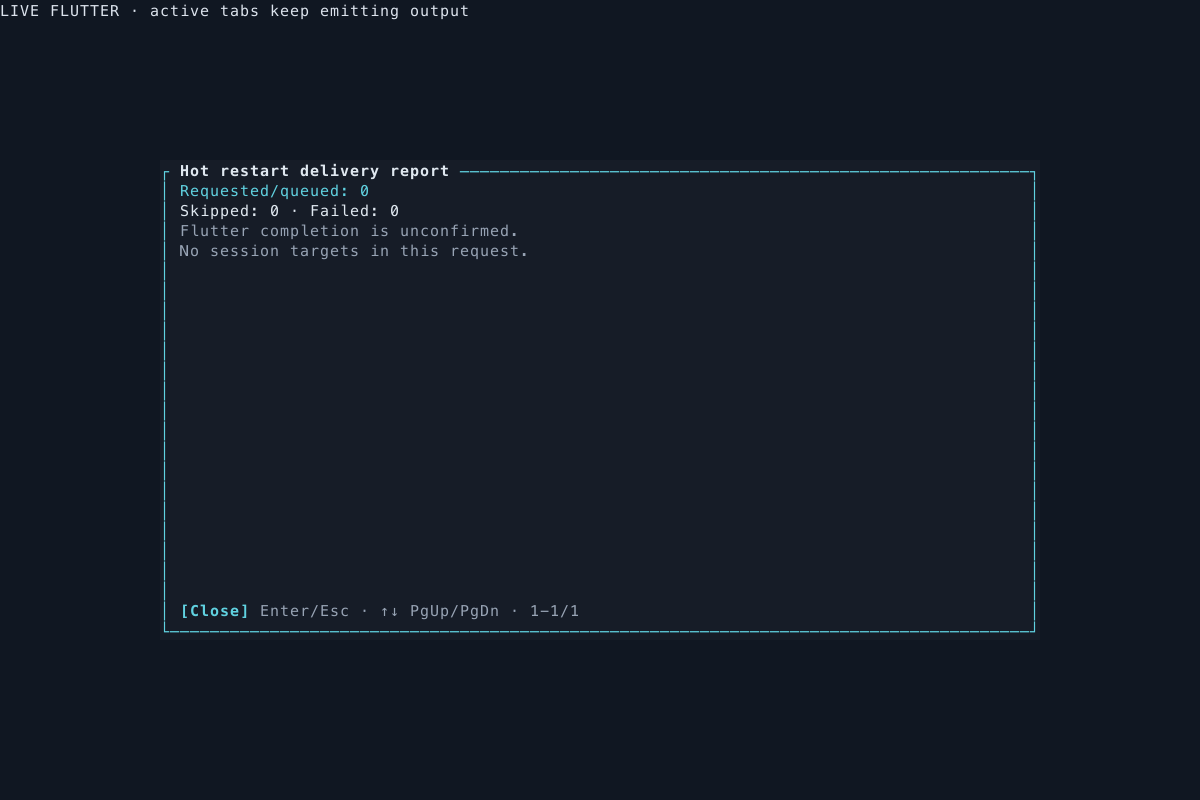 LIVE FLUTTER · active tabs keep emitting output
Hot restart delivery report
Requested/queued: 0
Skipped: 0 · Failed: 0
Flutter completion is unconfirmed.
No session targets in this request.
[Close] Enter/Esc · ↑↓ PgUp/PgDn · 1–1/1